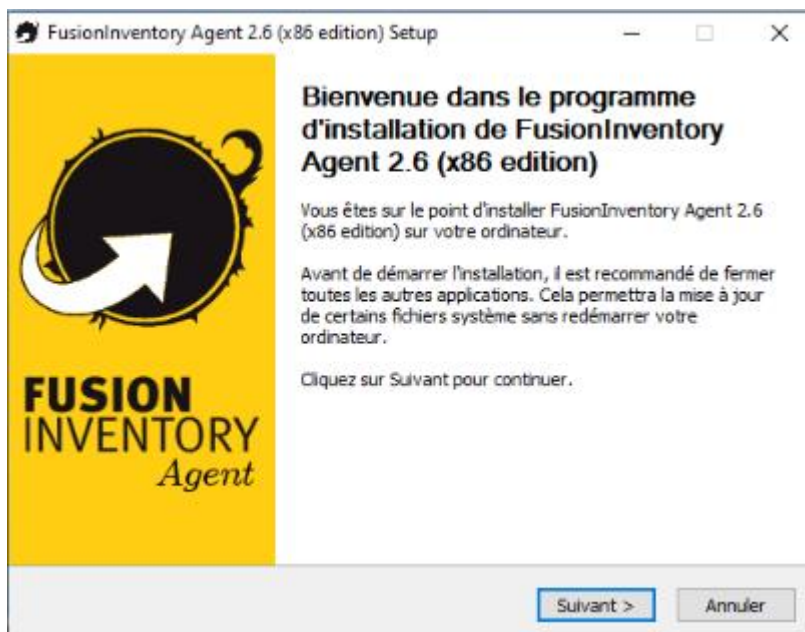 FusionInventory Agent 2.6 (x86 edition) Setup
Bienvenue dans le programme
d'installation de FusionInventory
Agent 2.6 (x86 edition)
Vous êtes sur le point d'installer FusionInventory Agent 2.6
(x86 edition) sur votre ordinateur.
Avant de démarrer l'installation, il est recommandé de fermer
toutes les autres applications. Cela permettra la mise à jour
de certains fichiers système sans redémarrer votre
ordinateur.
Cliquez sur Suivant pour continuer.
FUSION
INVENTORY
Agent
Suivant >
Annuler